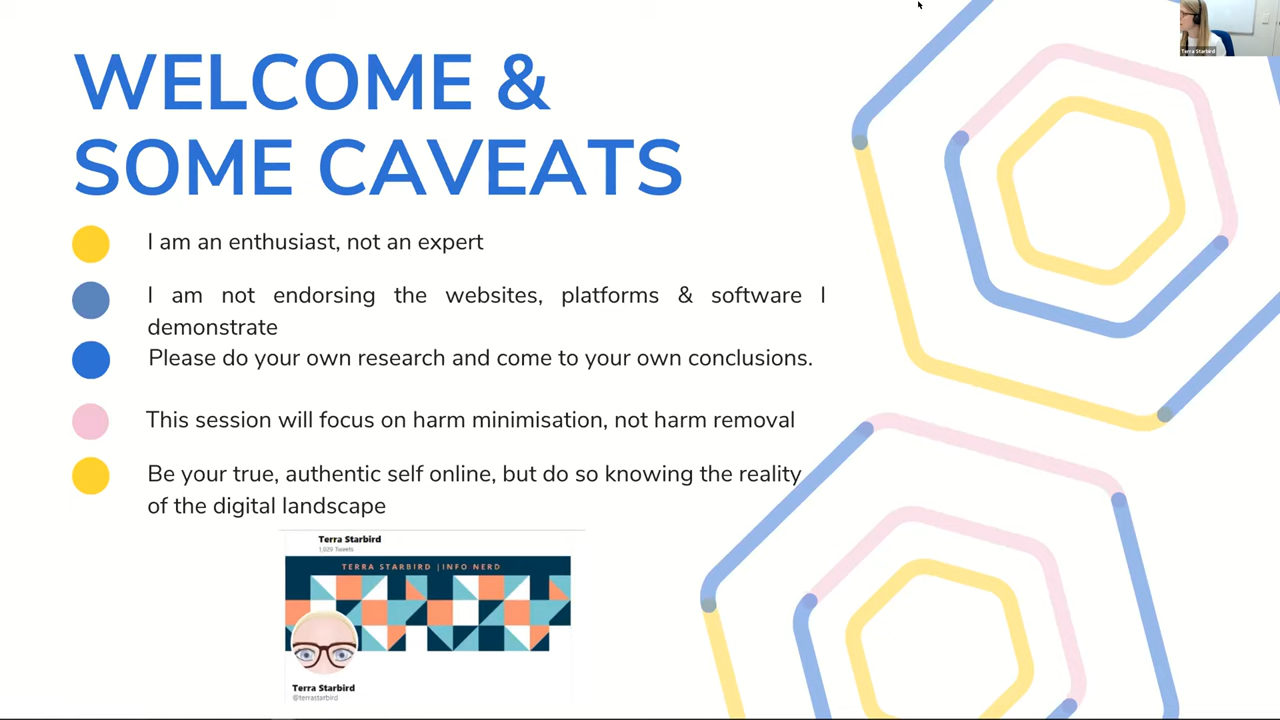 WELCOME &
SOME CAVEATS
I am an enthusiast, not an expert
I am not endorsing the websites, platforms & software I
demonstrate
Please do your own research and come to your own conclusions.
This session will focus on harm minimisation, not harm removal
Be your true, authentic self online, but do so knowing the reality
of the digital landscape
Terra Starbird
1,029 Tweets
TERRA STARBIRD |INFO NERD
Terra Starbird
@terrastarbird
Terra Starbird